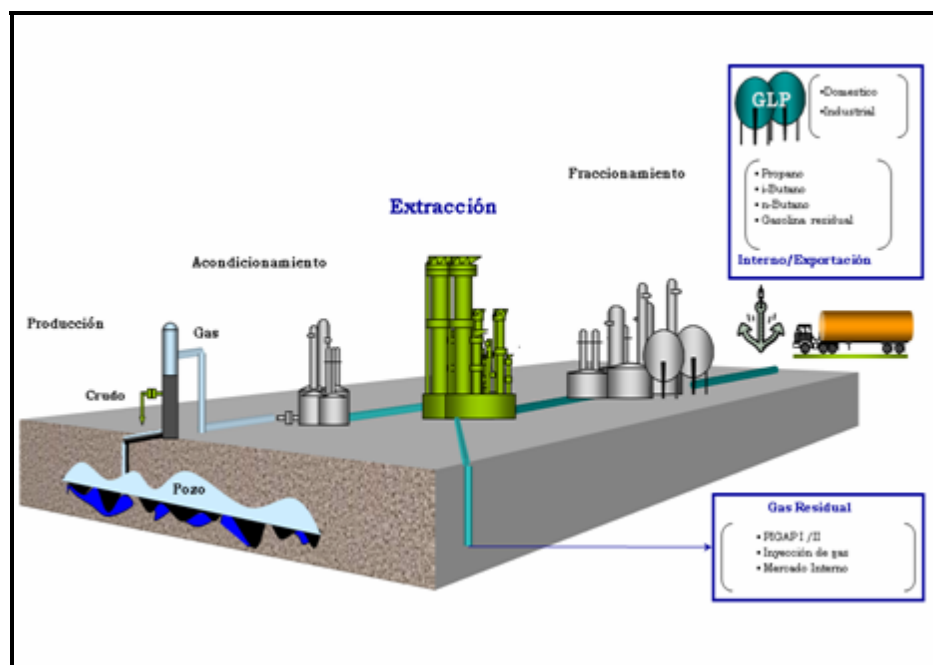 GLP
•Domestico
•Industrial
Fraccionamiento
• Propano
• i-Butano
• n-Butano
• Gasolina residual
Extracción
Interno/Exportación
Acondicionamiento
Producción
Gas
Crudo
Pozo
Gas Residual
• PIGAP I /II
• Inyección de gas
• Mercado Interno